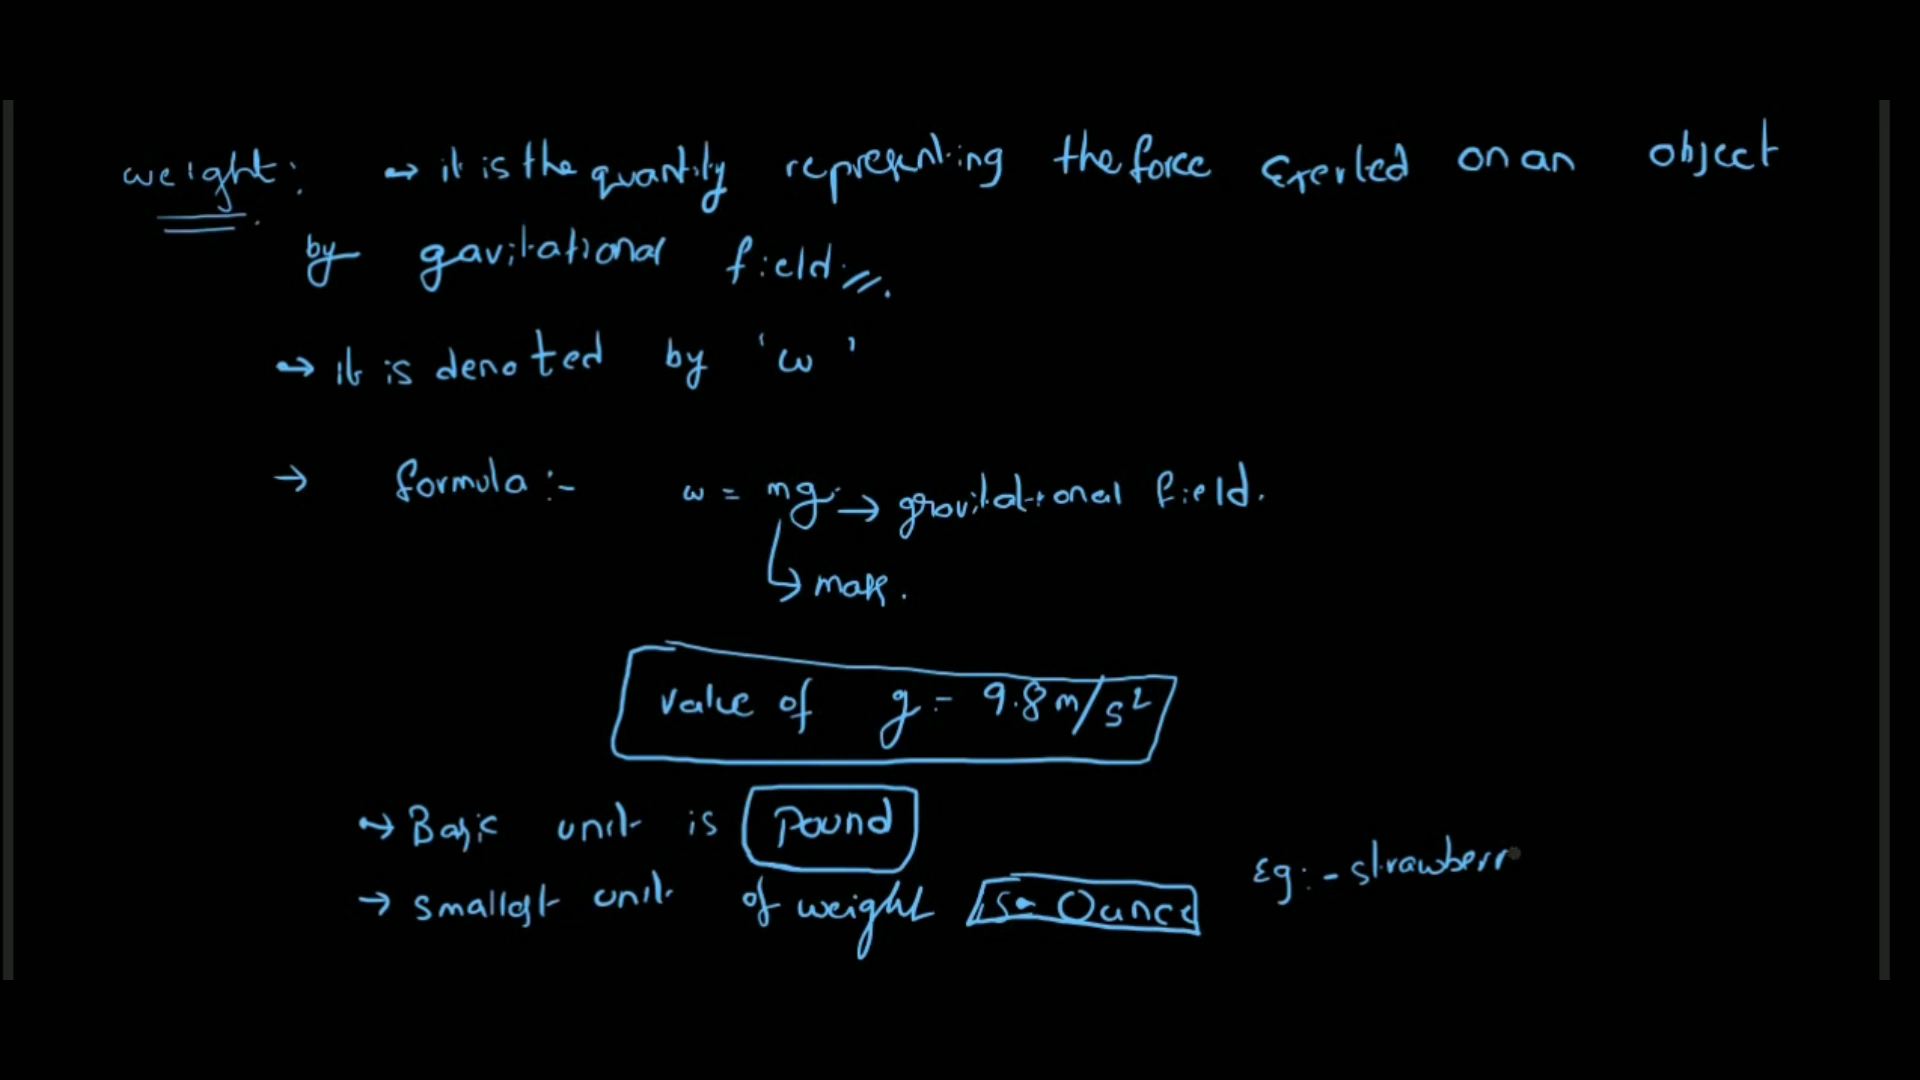 weight: → it is the quantity representing the force Exerted on an object
by gavitational field.
→ it is denoted by 'w'
→ formula :- w = mg → gravitational field.
↳ mass.
value of g = 9.8 m/s²
→ Basic unit is Pound
→ smallest unit of weight is Ounce Eg:- strawberr